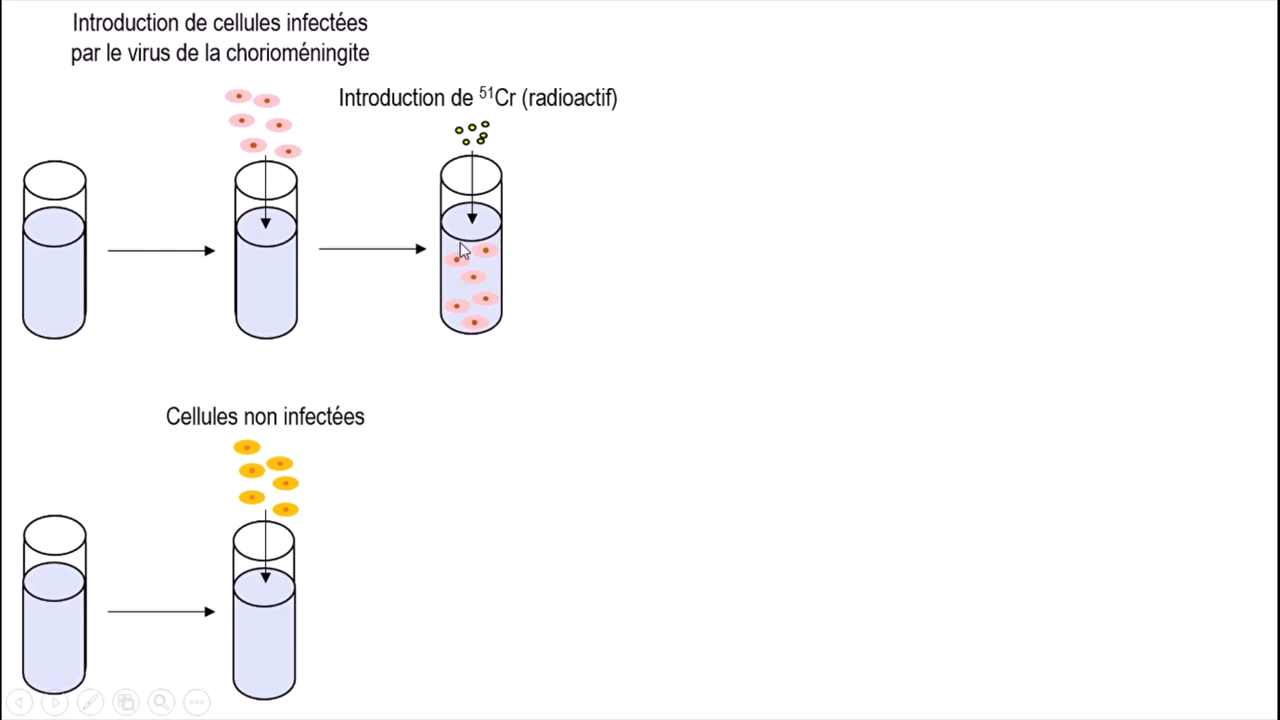 Introduction de cellules infectées
par le virus de la chorioméningite
Introduction de ⁵¹Cr (radioactif)
Cellules non infectées